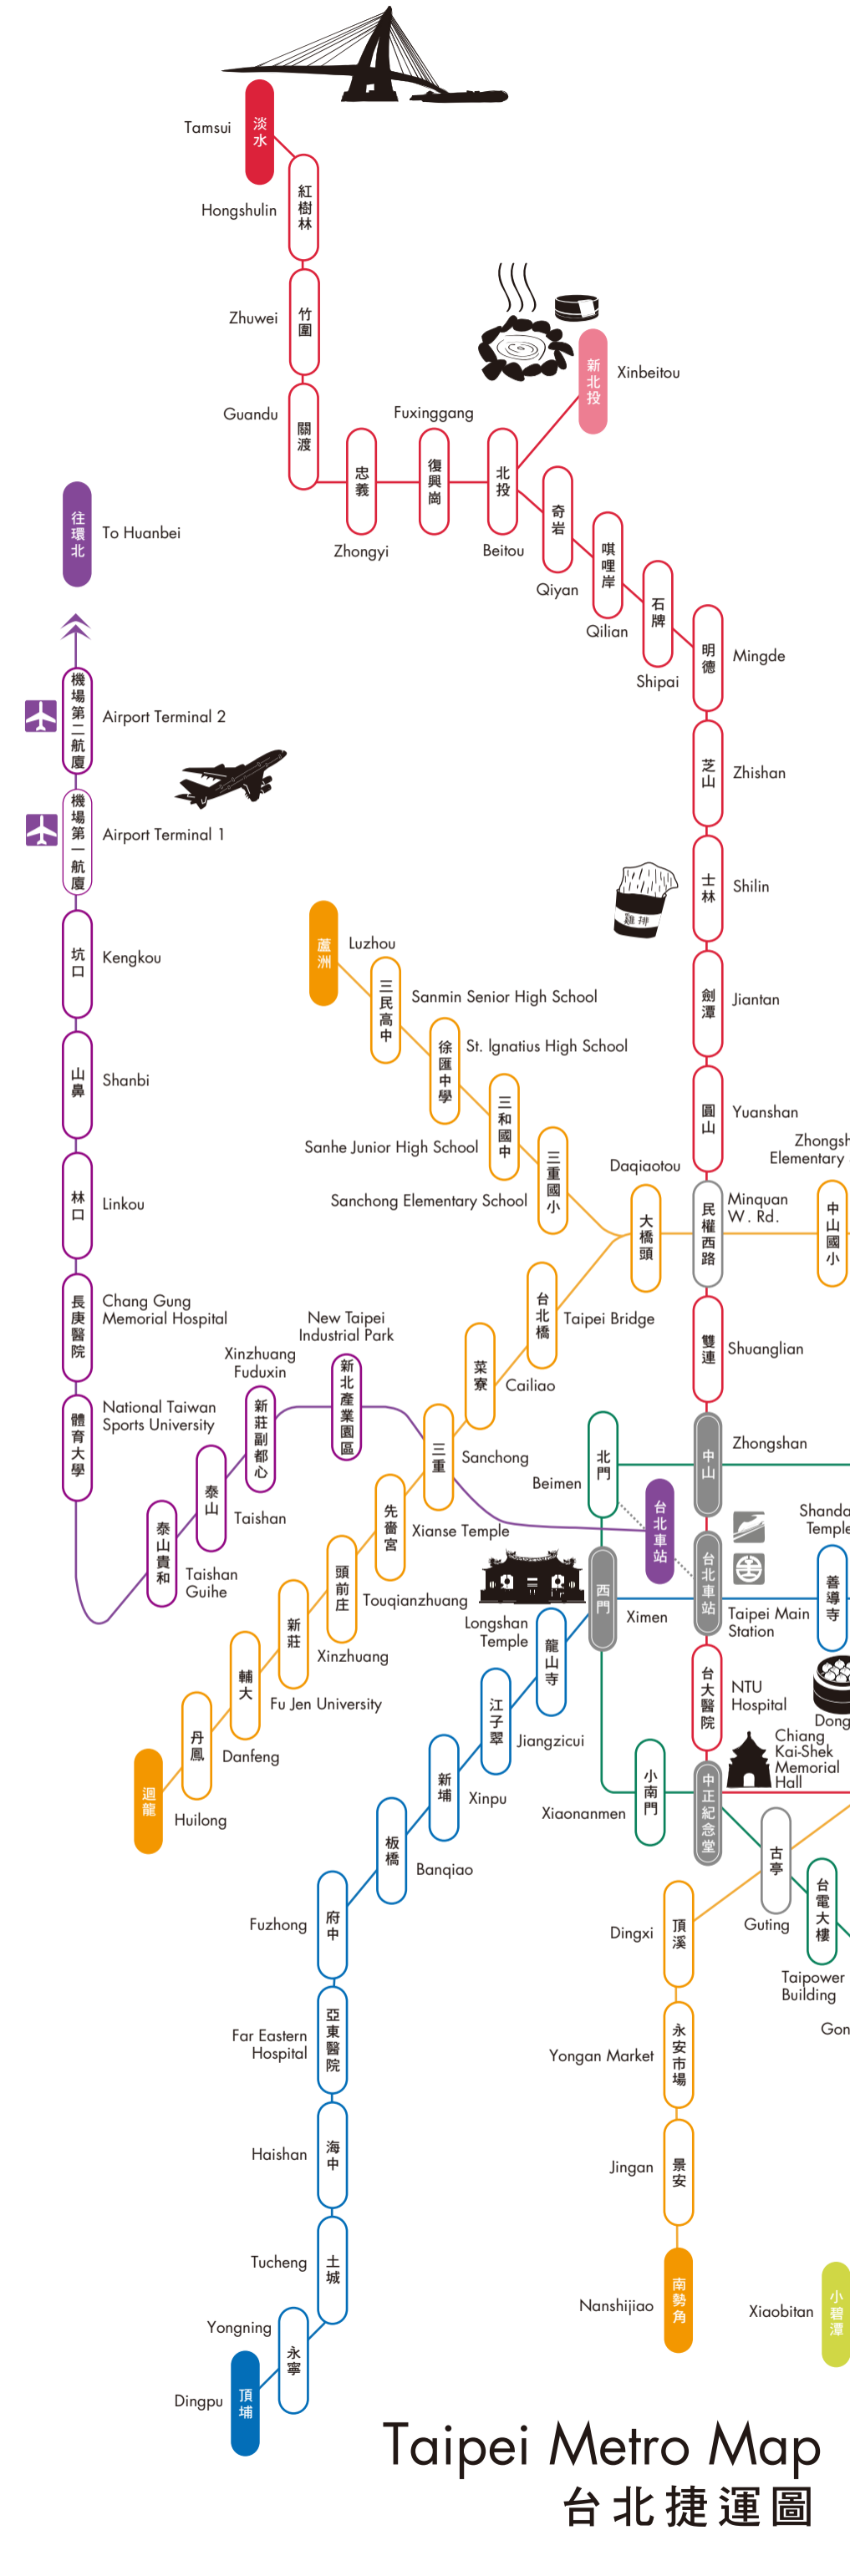 Tamsui
淡水
Hongshulin
紅樹林
Zhuwei
竹圍
Guandu
關渡
Zhongyi
忠義
Fuxinggang
復興崗
Beitou
北投
Xinbeitou
新北投
Qiyan
奇岩
Qilian
唭哩岸
Shipai
石牌
Mingde
明德
Zhishan
芝山
Shilin
士林
雞排
Jiantan
劍潭
Yuanshan
圓山
Minquan
W. Rd.
民權西路
Shuanglian
雙連
Zhongshan
中山
Taipei Main
Station
台北車站
NTU
Hospital
台大醫院
Chiang
Kai-Shek
Memorial
Hall
中正紀念堂
To Huanbei
往環北
Airport Terminal 2
機場第二航廈
Airport Terminal 1
機場第一航廈
Kengkou
坑口
Shanbi
山鼻
Linkou
林口
Chang Gung
Memorial Hospital
長庚醫院
National Taiwan
Sports University
體育大學
Taishan
Guihe
泰山貴和
Taishan
泰山
Xinzhuang
Fuduxin
新莊副都心
New Taipei
Industrial Park
新北產業園區
Sanchong
三重
台北車站
Luzhou
蘆洲
Sanmin Senior High School
三民高中
St. Ignatius High School
徐匯中學
Sanhe Junior High School
三和國中
Sanchong Elementary School
三重國小
Daqiaotou
大橋頭
Zhongsh
Elementary
中山國小
Taipei Bridge
台北橋
Cailiao
菜寮
Xianse Temple
先嗇宮
Touqianzhuang
頭前庄
Xinzhuang
新莊
Fu Jen University
輔大
Danfeng
丹鳳
Huilong
迴龍
Beimen
北門
Ximen
西門
Xiaonanmen
小南門
Shanda
Temple
善導寺
Dong
Longshan
Temple
龍山寺
Jiangzicui
江子翠
Xinpu
新埔
Banqiao
板橋
Fuzhong
府中
Far Eastern
Hospital
亞東醫院
Haishan
海中
Tucheng
土城
Yongning
永寧
Dingpu
頂埔
Guting
古亭
Taipower
Building
台電大樓
Gon
Dingxi
頂溪
Yongan Market
永安市場
Jingan
景安
Nanshijiao
南勢角
Xiaobitan
小碧潭
Taipei Metro Map
台北捷運圖